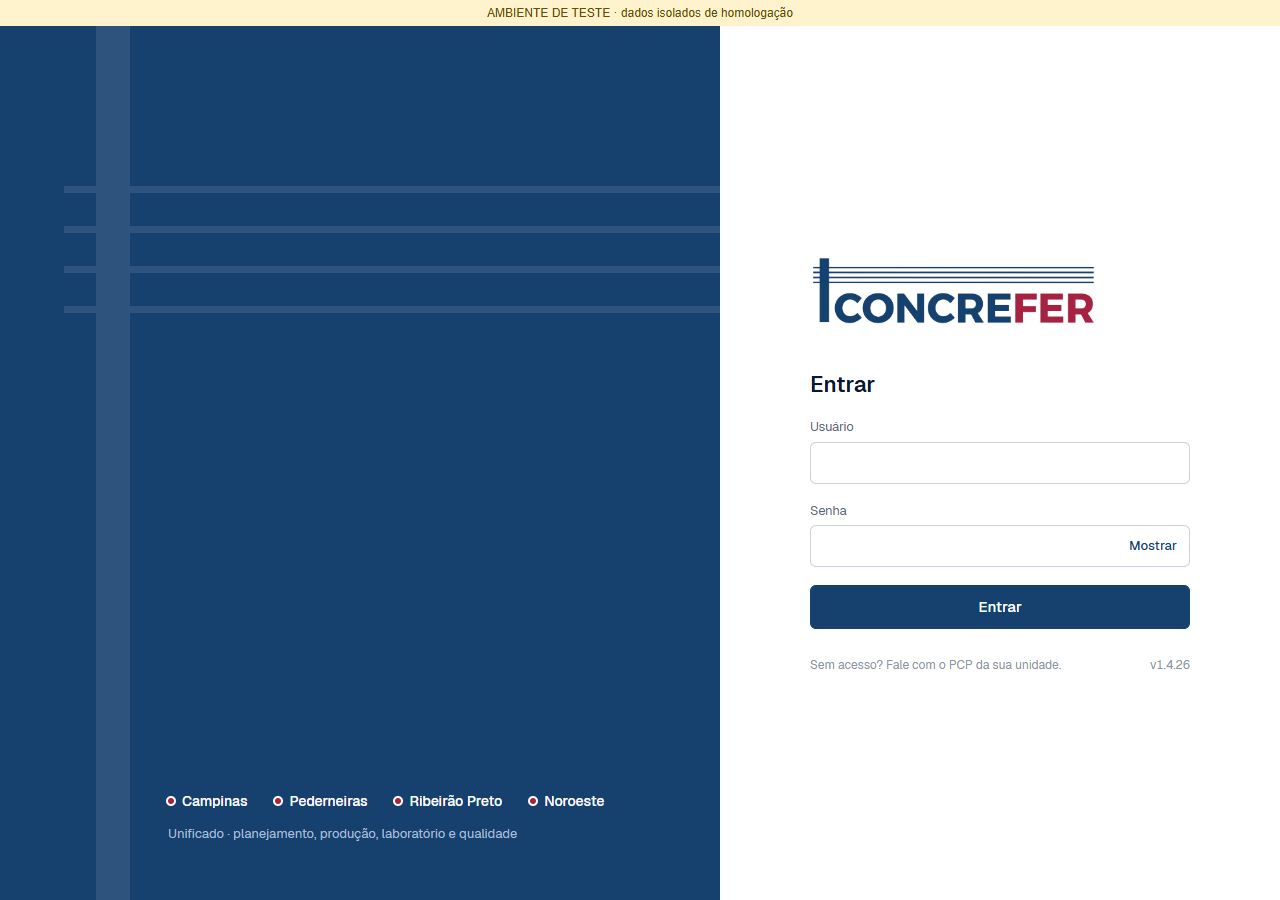 AMBIENTE DE TESTE · dados isolados de homologação
CONCREFER
Entrar
Usuário
Senha
Mostrar
Entrar
Sem acesso? Fale com o PCP da sua unidade. v1.4.26
Campinas Pederneiras Ribeirão Preto Noroeste
Unificado · planejamento, produção, laboratório e qualidade